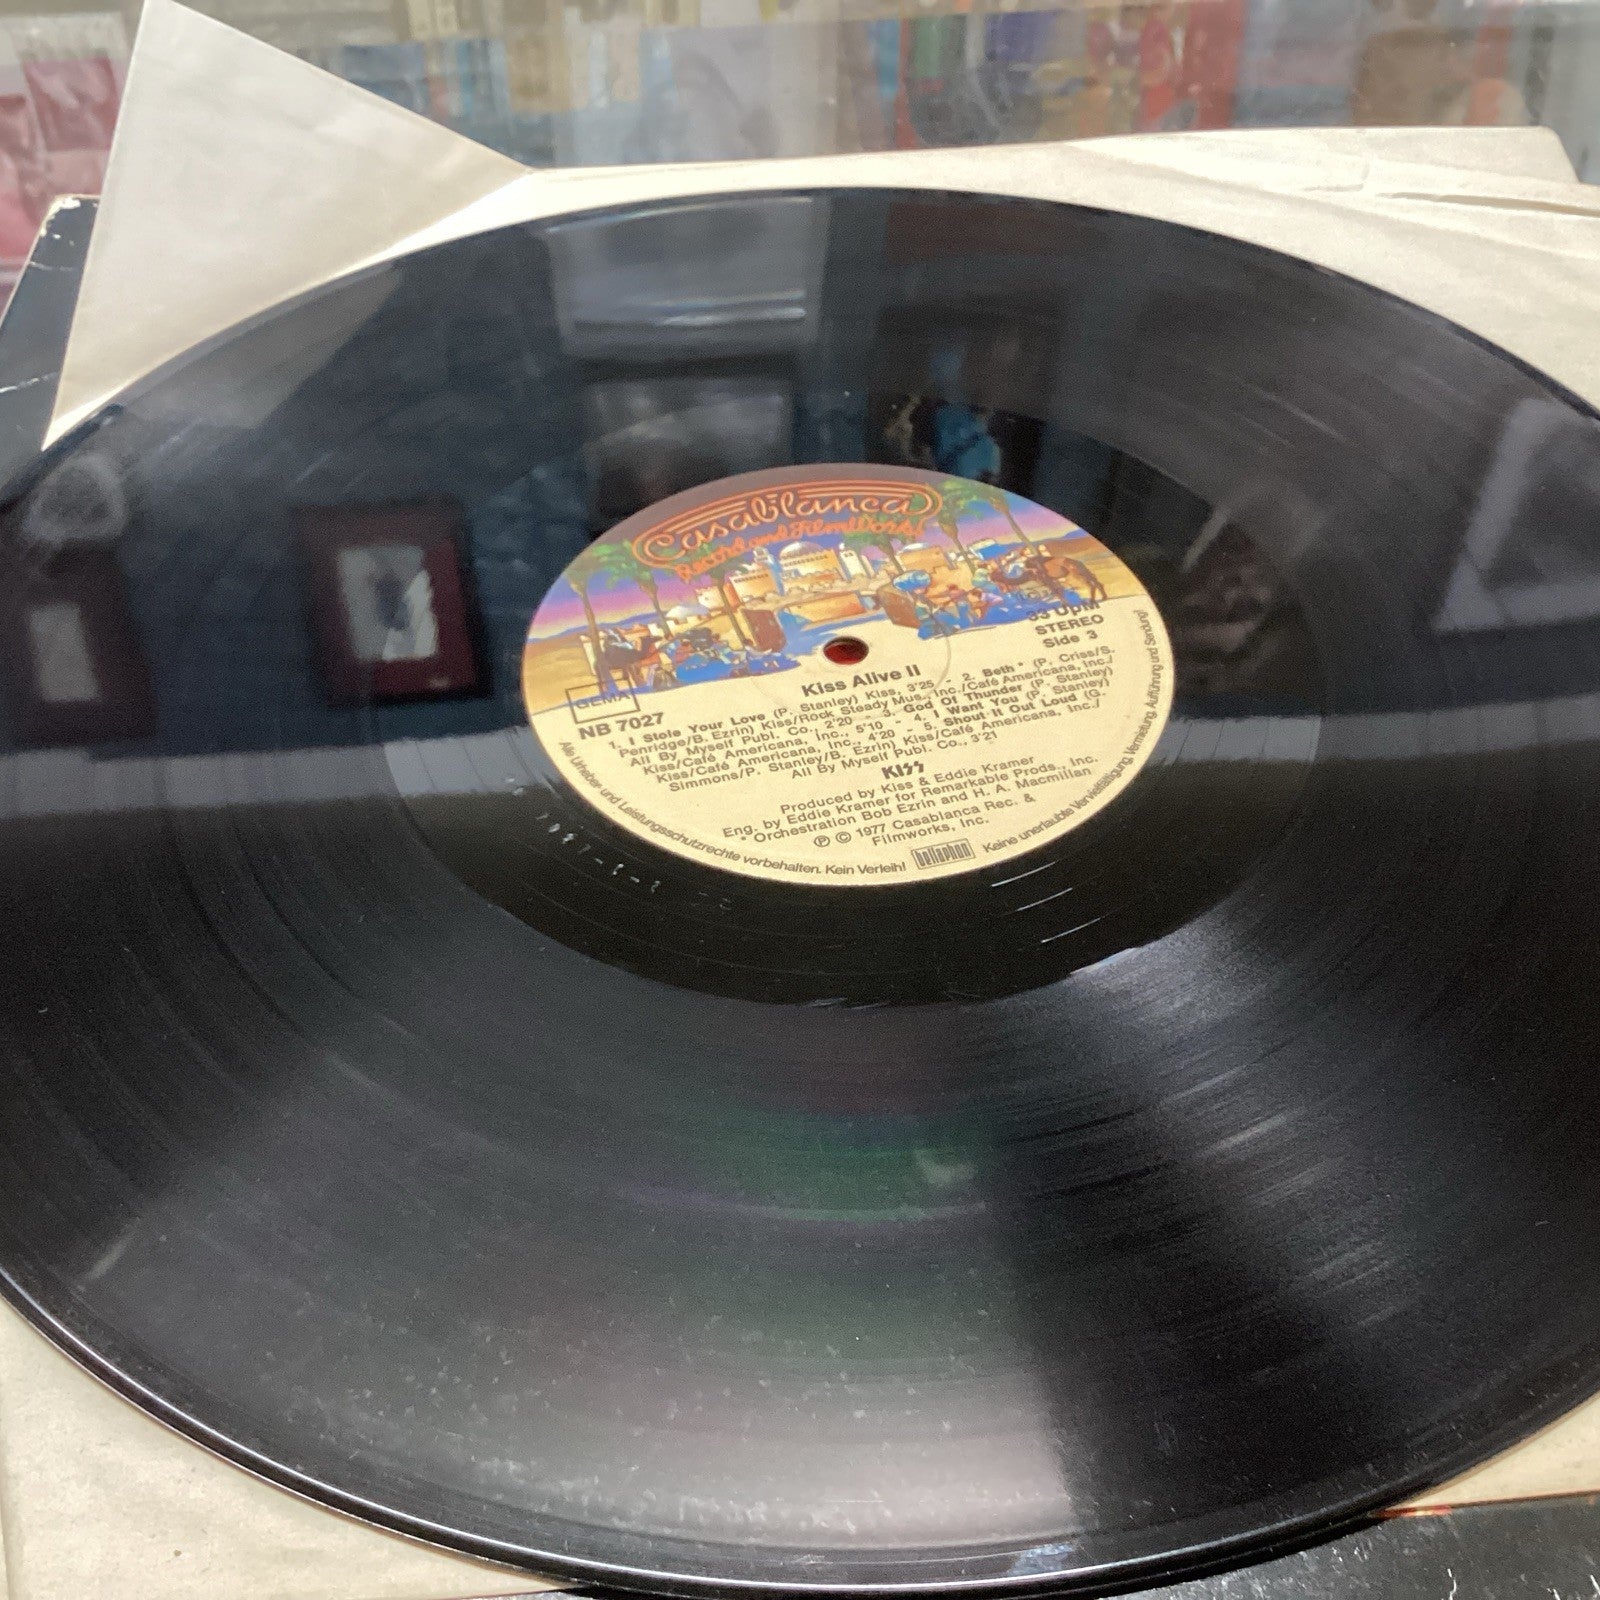 Casablanca
Record and FilmWorks
33 UpM
STEREO
Side 3
GEMA
NB 7027
Kiss Alive II
1. I Stole Your Love (P. Stanley) Kiss, 3'25 - 2. Beth * (P. Criss/S.
Penridge/B. Ezrin) Kiss/Rock Steady Mus., Inc./Café Americana, Inc./
All By Myself Publ. Co., 2'20 - 3. God Of Thunder (P. Stanley)
Kiss/Café Americana, Inc., 5'10 - 4. I Want You (P. Stanley)
Kiss/Café Americana, Inc., 4'20 - 5. Shout It Out Loud (G.
Simmons/P. Stanley/B. Ezrin) Kiss/Café Americana, Inc./
All By Myself Publ. Co., 3'21
KISS
Produced by Kiss & Eddie Kramer
Eng. by Eddie Kramer for Remarkable Prods., Inc.
* Orchestration Bob Ezrin and H. A. Macmillan
Ⓟ © 1977 Casablanca Rec. &
Filmworks, Inc.
Alle Urheber und Leistungsschutzrechte vorbehalten. Kein Verleih!
bellaphon
Keine unerlaubte Vervielfältigung, Vermietung, Aufführung und Sendung!